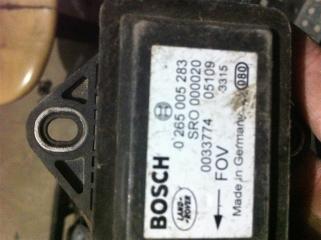 BOSCH
0 265 005 283
SRO 000020
0033774 05109
FOV 3315
Made in Germany 080
LAND-
ROVER